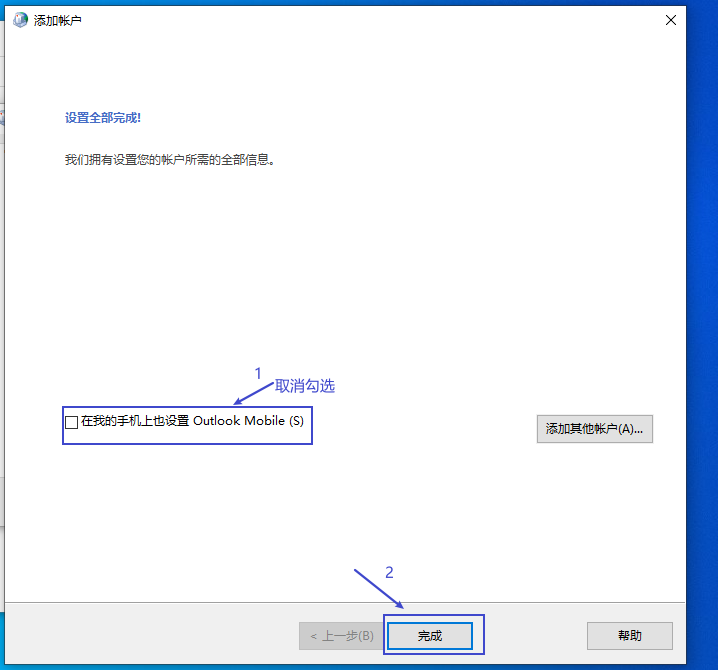 添加帐户
设置全部完成!
我们拥有设置您的帐户所需的全部信息。
1
取消勾选
在我的手机上也设置 Outlook Mobile (S)
添加其他帐户(A)...
2
< 上一步(B)
完成
帮助